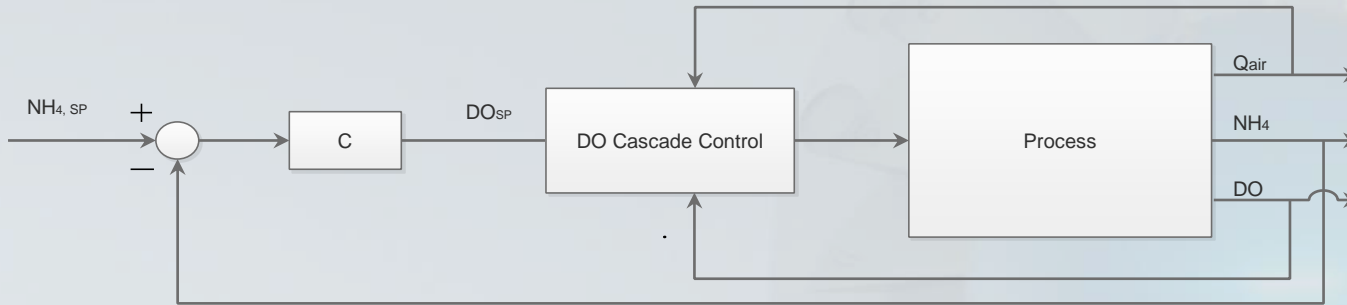 NH4, SP
+
−
C
DOSP
DO Cascade Control
Process
Qair
NH4
DO
.